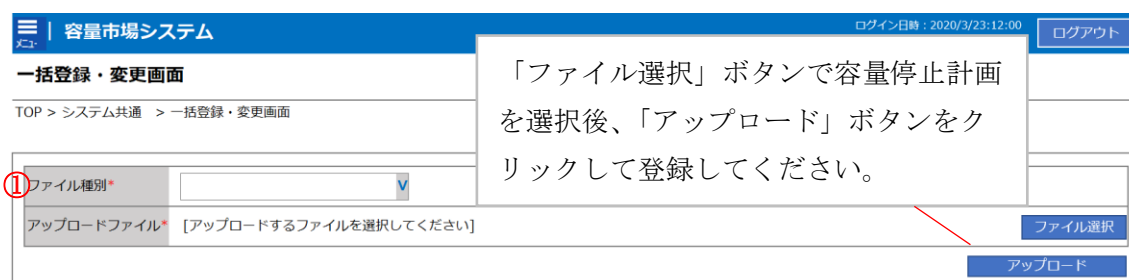 メニュー
容量市場システム
ログイン日時：2020/3/23:12:00
ログアウト
一括登録・変更画面
TOP > システム共通 > 一括登録・変更画面
「ファイル選択」ボタンで容量停止計画
を選択後、「アップロード」ボタンをク
リックして登録してください。
① ファイル種別*
V
アップロードファイル* [アップロードするファイルを選択してください]
ファイル選択
アップロード